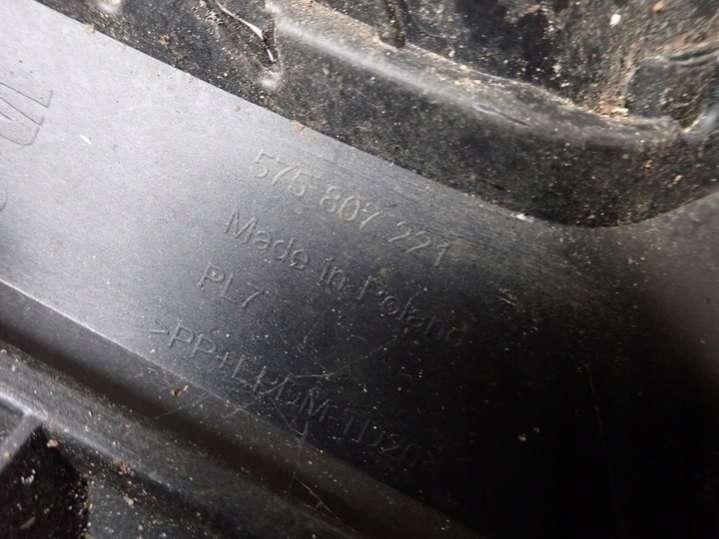 575 807 221
Made in Poland
PL7
>PP+EPDM-TD20<